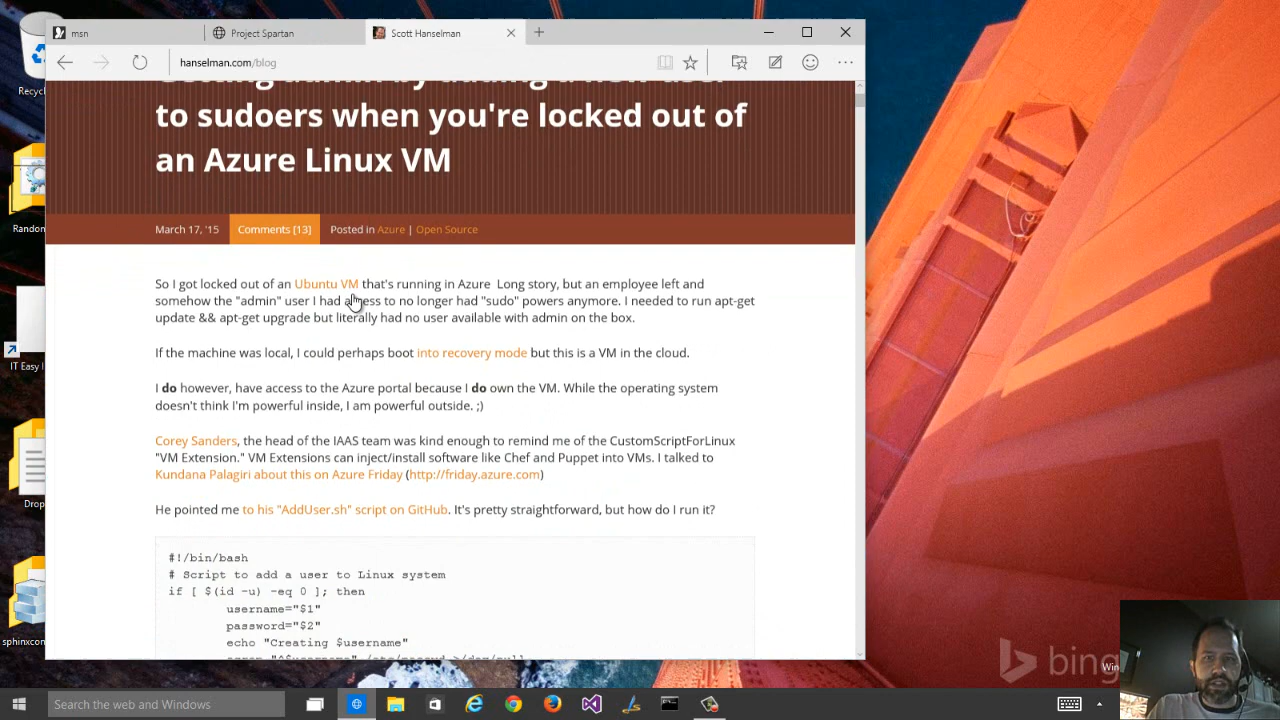 msn
Project Spartan
Scott Hanselman
hanselman.com/blog
to sudoers when you're locked out of
an Azure Linux VM
March 17, '15
Comments [13]
Posted in Azure | Open Source
So I got locked out of an Ubuntu VM that's running in Azure Long story, but an employee left and
somehow the "admin" user I had access to no longer had "sudo" powers anymore. I needed to run apt-get
update && apt-get upgrade but literally had no user available with admin on the box.
If the machine was local, I could perhaps boot into recovery mode but this is a VM in the cloud.
I do however, have access to the Azure portal because I do own the VM. While the operating system
doesn't think I'm powerful inside, I am powerful outside. ;)
Corey Sanders, the head of the IAAS team was kind enough to remind me of the CustomScriptForLinux
"VM Extension." VM Extensions can inject/install software like Chef and Puppet into VMs. I talked to
Kundana Palagiri about this on Azure Friday (http://friday.azure.com)
He pointed me to his "AddUser.sh" script on GitHub. It's pretty straightforward, but how do I run it?
#!/bin/bash
# Script to add a user to Linux system
if [ $(id -u) -eq 0 ]; then
username="$1"
password="$2"
echo "Creating $username"
Recyc
Random
IT Easy
Drop
sphinxcon
bing
Win
Search the web and Windows